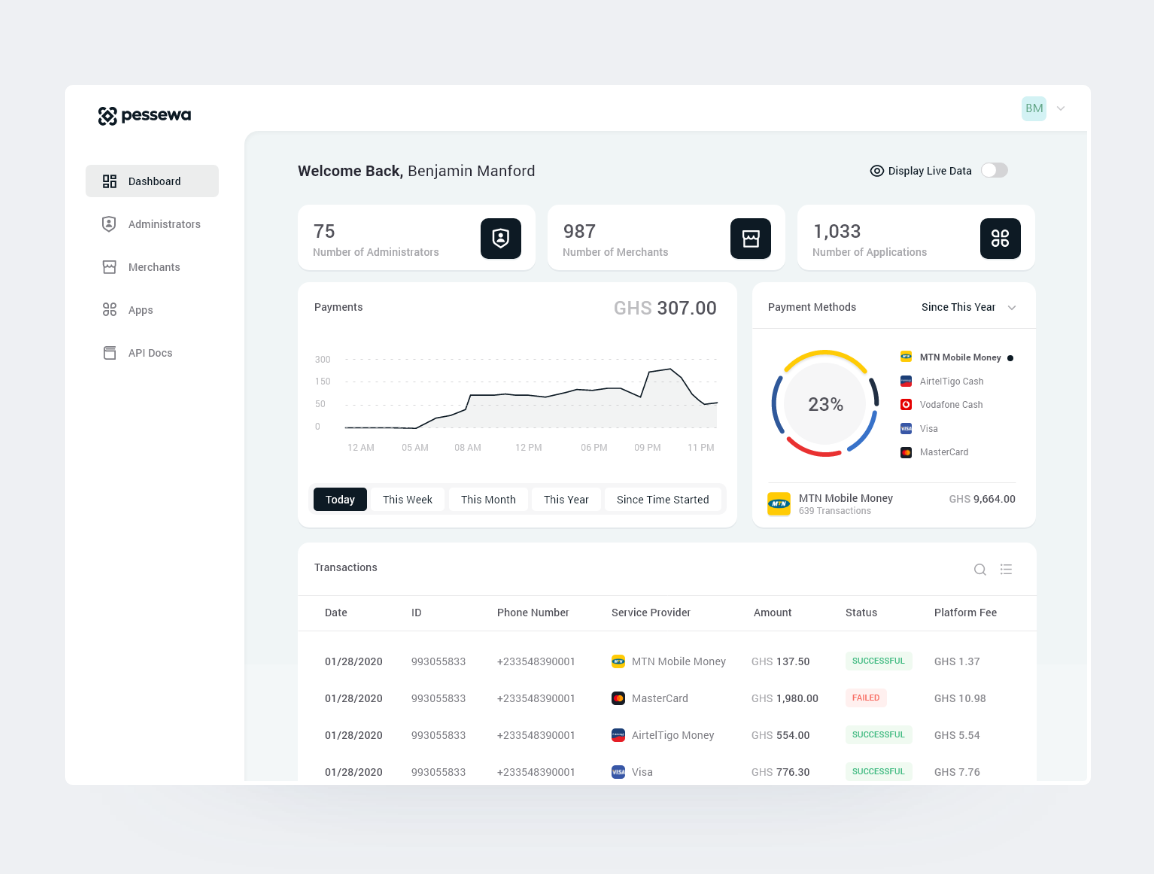 pessewa
BM
Dashboard
Administrators
Merchants
Apps
API Docs
Welcome Back, Benjamin Manford
Display Live Data
75
Number of Administrators
987
Number of Merchants
1,033
Number of Applications
Payments
GHS 307.00
300
150
50
0
12 AM 05 AM 08 AM 12 PM 06 PM 09 PM 11 PM
Today This Week This Month This Year Since Time Started
Payment Methods
Since This Year
23%
MTN Mobile Money
AirtelTigo Cash
Vodafone Cash
VISA Visa
MasterCard
MTN
MTN Mobile Money
GHS 9,664.00
639 Transactions
Transactions
Date ID Phone Number Service Provider Amount Status Platform Fee
01/28/2020 993055833 +233548390001 MTN Mobile Money GHS 137.50 SUCCESSFUL GHS 1.37
01/28/2020 993055833 +233548390001 MasterCard GHS 1,980.00 FAILED GHS 10.98
01/28/2020 993055833 +233548390001 AirtelTigo Money GHS 554.00 SUCCESSFUL GHS 5.54
01/28/2020 993055833 +233548390001 VISA Visa GHS 776.30 SUCCESSFUL GHS 7.76